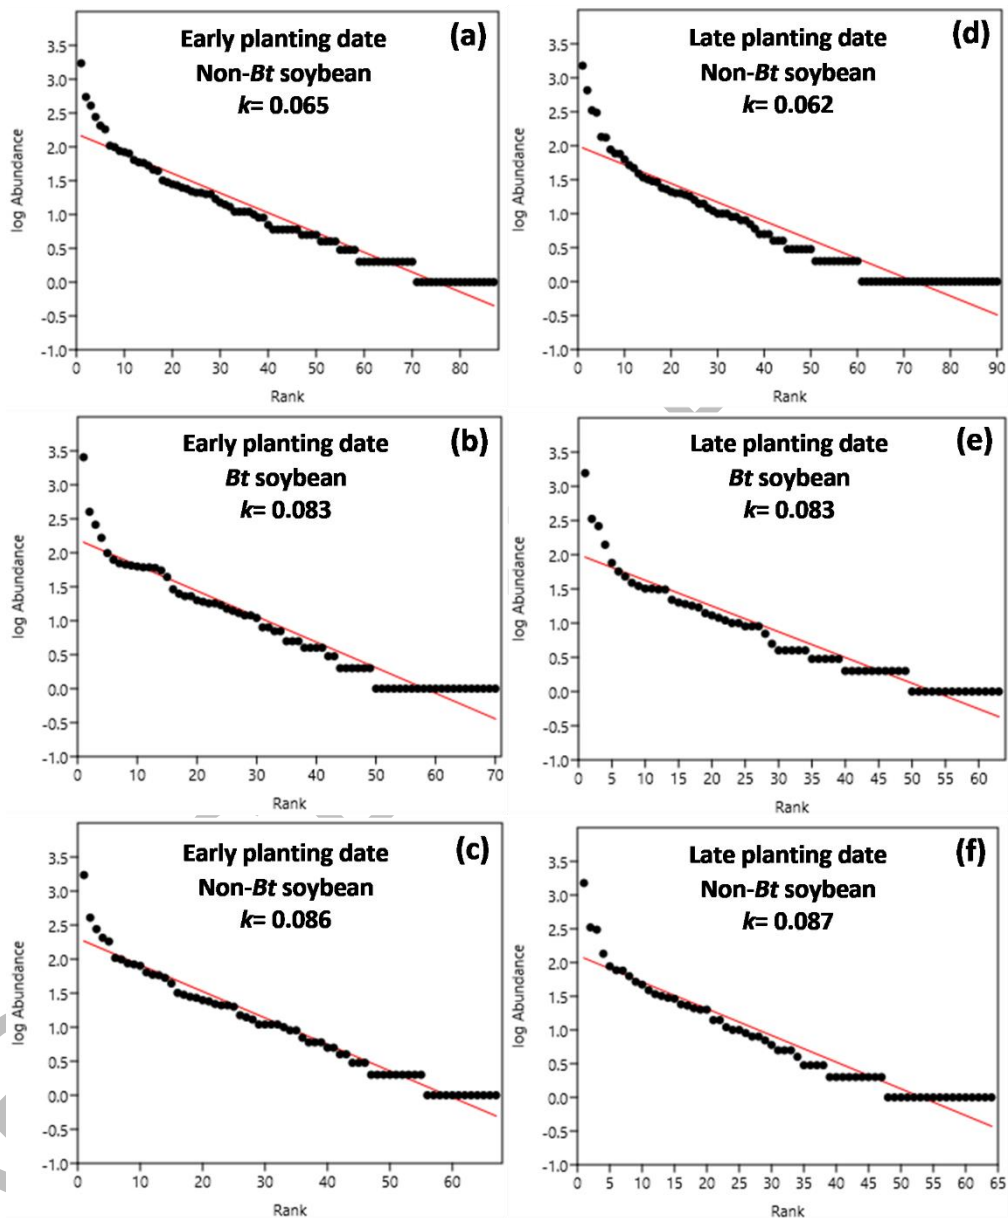 (a)
Early planting date
Non-Bt soybean
k= 0.065
log Abundance
3.5
3.0
2.5
2.0
1.5
1.0
0.5
0.0
-0.5
-1.0
0 10 20 30 40 50 60 70 80
Rank
(d)
Late planting date
Non-Bt soybean
k= 0.062
log Abundance
3.5
3.0
2.5
2.0
1.5
1.0
0.5
0.0
-0.5
-1.0
0 10 20 30 40 50 60 70 80 90
Rank
(b)
Early planting date
Bt soybean
k= 0.083
log Abundance
3.5
3.0
2.5
2.0
1.5
1.0
0.5
0.0
-0.5
-1.0
0 10 20 30 40 50 60 70
Rank
(e)
Late planting date
Bt soybean
k= 0.083
log Abundance
3.5
3.0
2.5
2.0
1.5
1.0
0.5
0.0
-0.5
-1.0
0 5 10 15 20 25 30 35 40 45 50 55 60
Rank
(c)
Early planting date
Non-Bt soybean
k= 0.086
log Abundance
3.5
3.0
2.5
2.0
1.5
1.0
0.5
0.0
-0.5
-1.0
0 10 20 30 40 50 60
Rank
(f)
Late planting date
Non-Bt soybean
k= 0.087
log Abundance
3.5
3.0
2.5
2.0
1.5
1.0
0.5
0.0
-0.5
-1.0
0 5 10 15 20 25 30 35 40 45 50 55 60 65
Rank